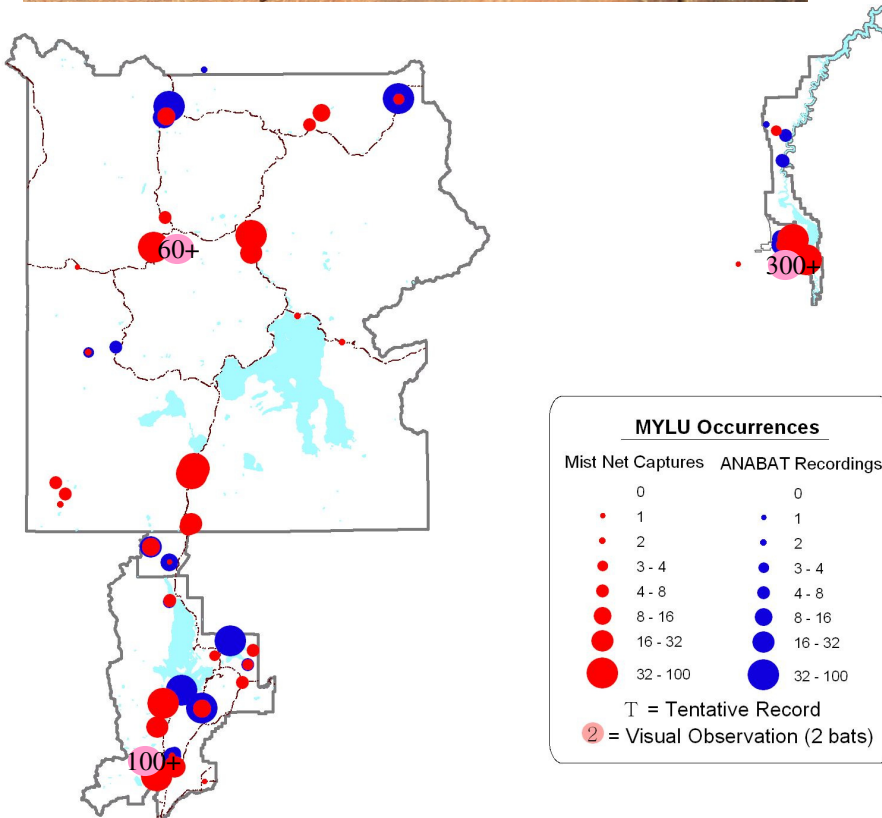 60+
300+
100+
MYLU Occurrences
Mist Net Captures ANABAT Recordings
0 0
1 1
2 2
3 - 4 3 - 4
4 - 8 4 - 8
8 - 16 8 - 16
16 - 32 16 - 32
32 - 100 32 - 100
T = Tentative Record
2 = Visual Observation (2 bats)